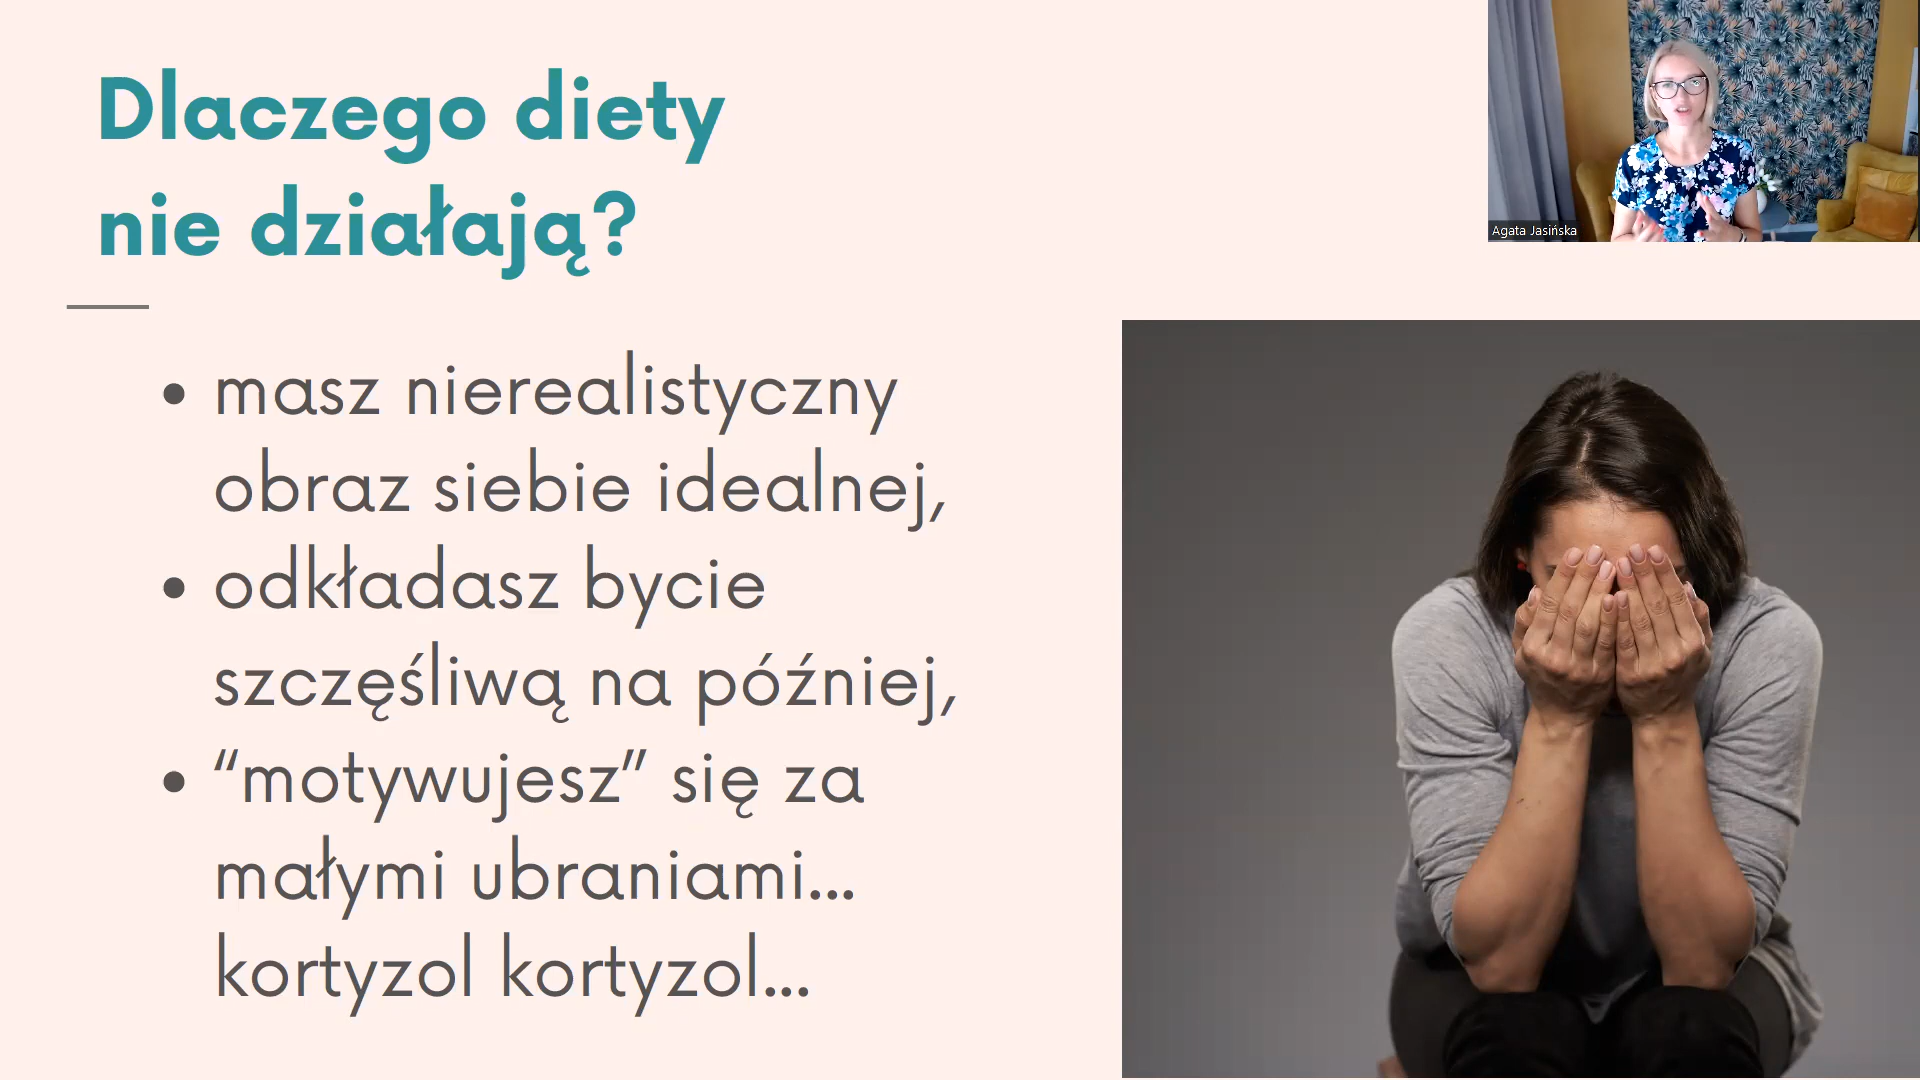 Dlaczego diety
nie działają?
masz nierealistyczny
obraz siebie idealnej,
odkładasz bycie
szczęśliwą na później,
“motywujesz” się za
małymi ubraniami...
kortyzol kortyzol...
Agata Jasińska